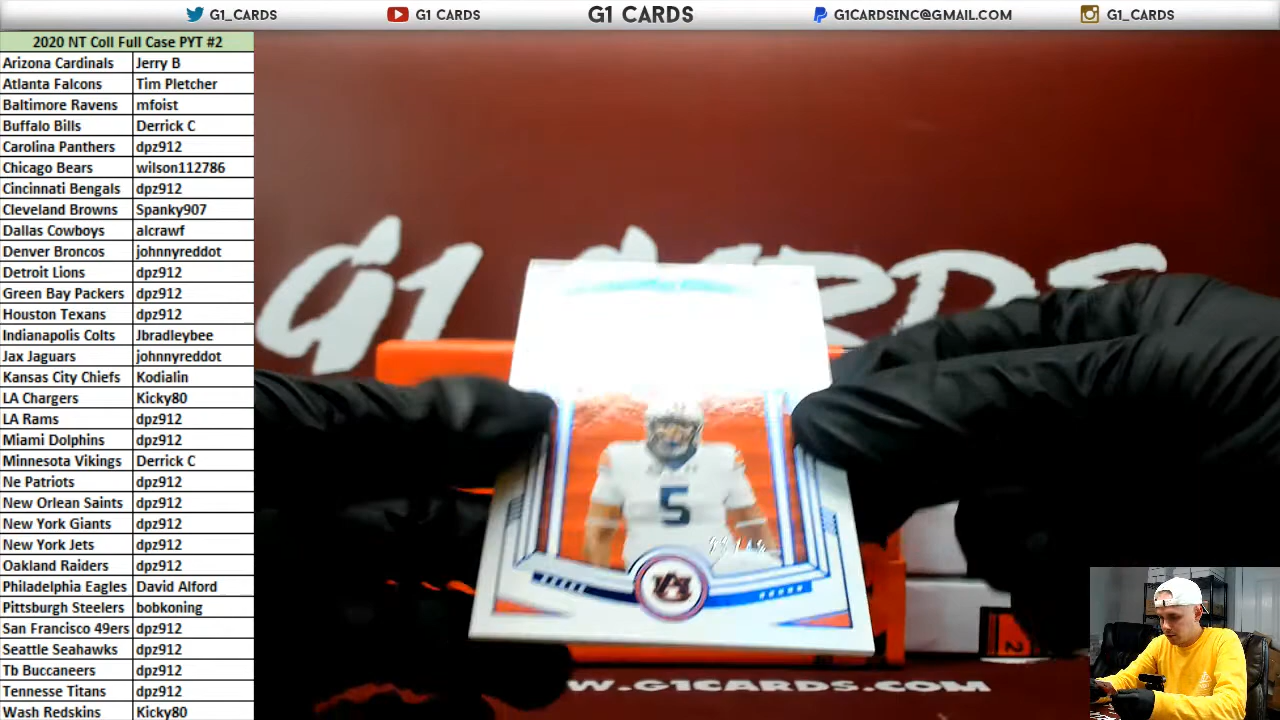 G1_CARDS G1 CARDS G1 CARDS G1CARDSINC@GMAIL.COM G1_CARDS
2020 NT Coll Full Case PYT #2
Arizona Cardinals Jerry B
Atlanta Falcons Tim Pletcher
Baltimore Ravens mfoist
Buffalo Bills Derrick C
Carolina Panthers dpz912
Chicago Bears wilson112786
Cincinnati Bengals dpz912
Cleveland Browns Spanky907
Dallas Cowboys alcrawf
Denver Broncos johnnyreddot
Detroit Lions dpz912
Green Bay Packers dpz912
Houston Texans dpz912
Indianapolis Colts Jbradleybee
Jax Jaguars johnnyreddot
Kansas City Chiefs Kodialin
LA Chargers Kicky80
LA Rams dpz912
Miami Dolphins dpz912
Minnesota Vikings Derrick C
Ne Patriots dpz912
New Orlean Saints dpz912
New York Giants dpz912
New York Jets dpz912
Oakland Raiders dpz912
Philadelphia Eagles David Alford
Pittsburgh Steelers bobkoning
San Francisco 49ers dpz912
Seattle Seahawks dpz912
Tb Buccaneers dpz912
Tennesse Titans dpz912
Wash Redskins Kicky80
G1 CARDS
5
AU
2
W.G1CARDS.COM